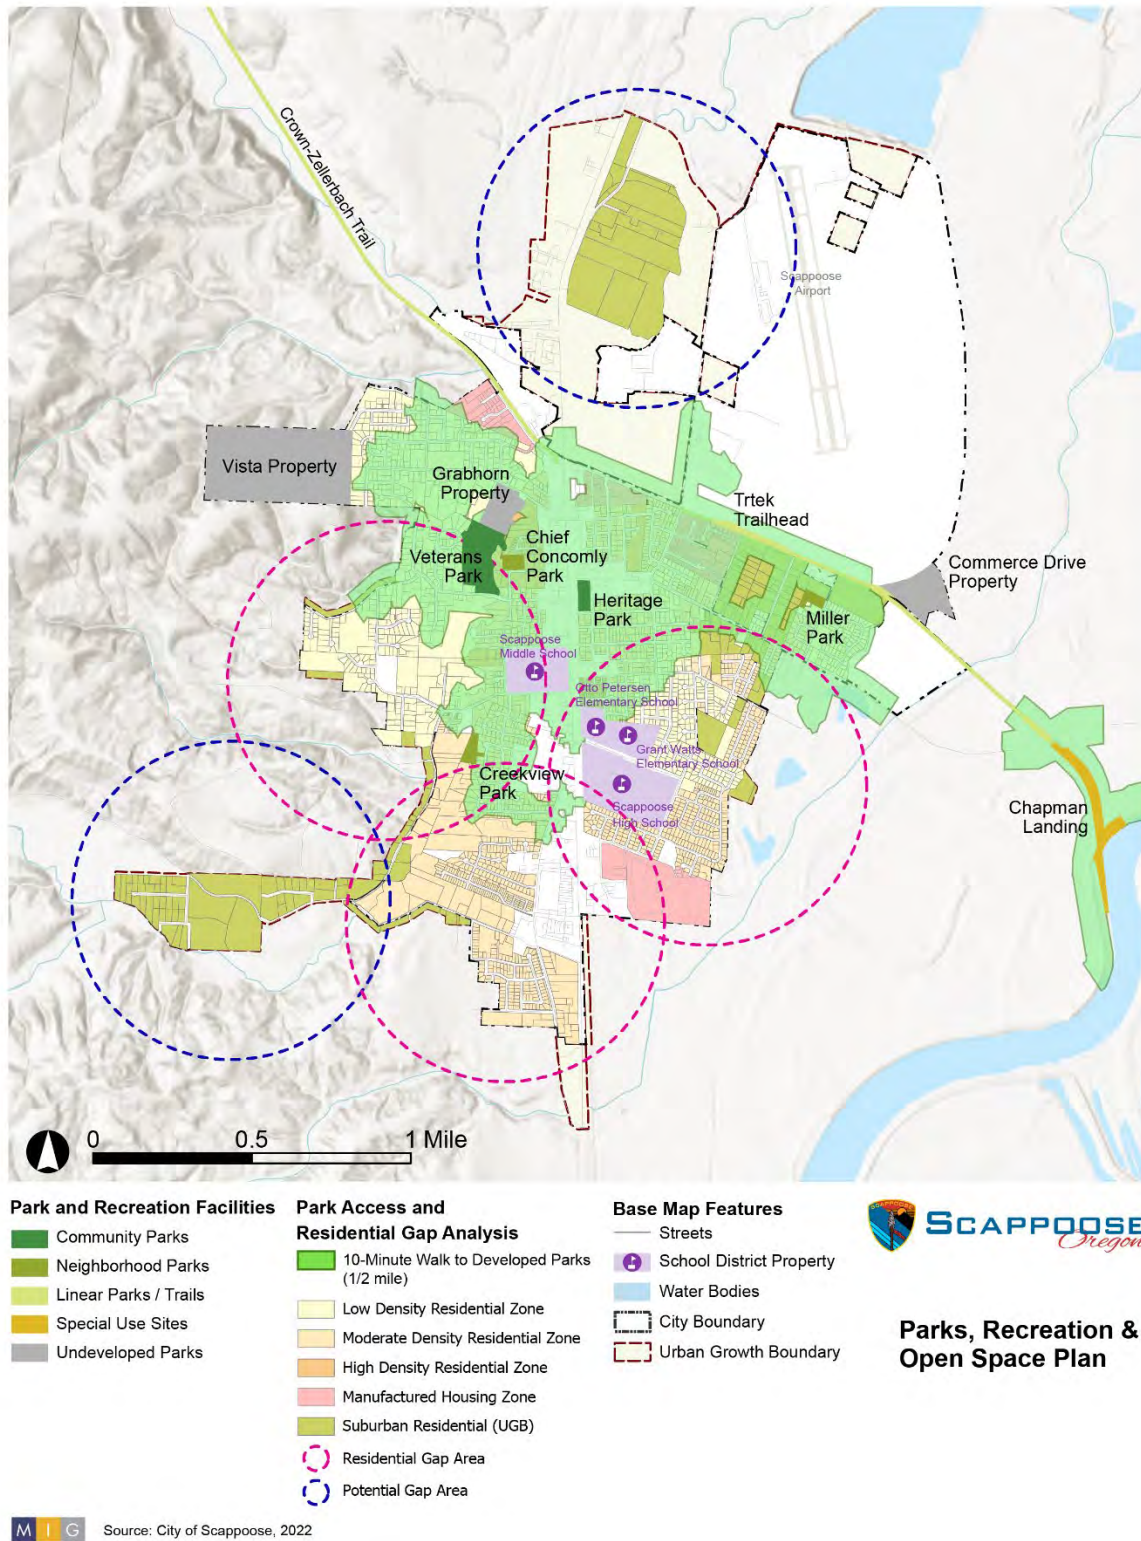 Crown-Zellerbach Trail
Scappoose
Airport
Vista Property
Grabhorn
Property
Trtek
Trailhead
Chief
Concomly
Park
Veterans
Park
Commerce Drive
Property
Heritage
Park
Miller
Park
Scappoose
Middle School
Otto Petersen
Elementary School
Grant Watts
Elementary School
Creekview
Park
Scappoose
High School
Chapman
Landing
0 0.5 1 Mile
Park and Recreation Facilities
Community Parks
Neighborhood Parks
Linear Parks / Trails
Special Use Sites
Undeveloped Parks
Park Access and
Residential Gap Analysis
10-Minute Walk to Developed Parks
(1/2 mile)
Low Density Residential Zone
Moderate Density Residential Zone
High Density Residential Zone
Manufactured Housing Zone
Suburban Residential (UGB)
Residential Gap Area
Potential Gap Area
Base Map Features
Streets
School District Property
Water Bodies
City Boundary
Urban Growth Boundary
SCAPPOOSE
SCAPPOOSE
Oregon
Parks, Recreation &
Open Space Plan
M I G Source: City of Scappoose, 2022